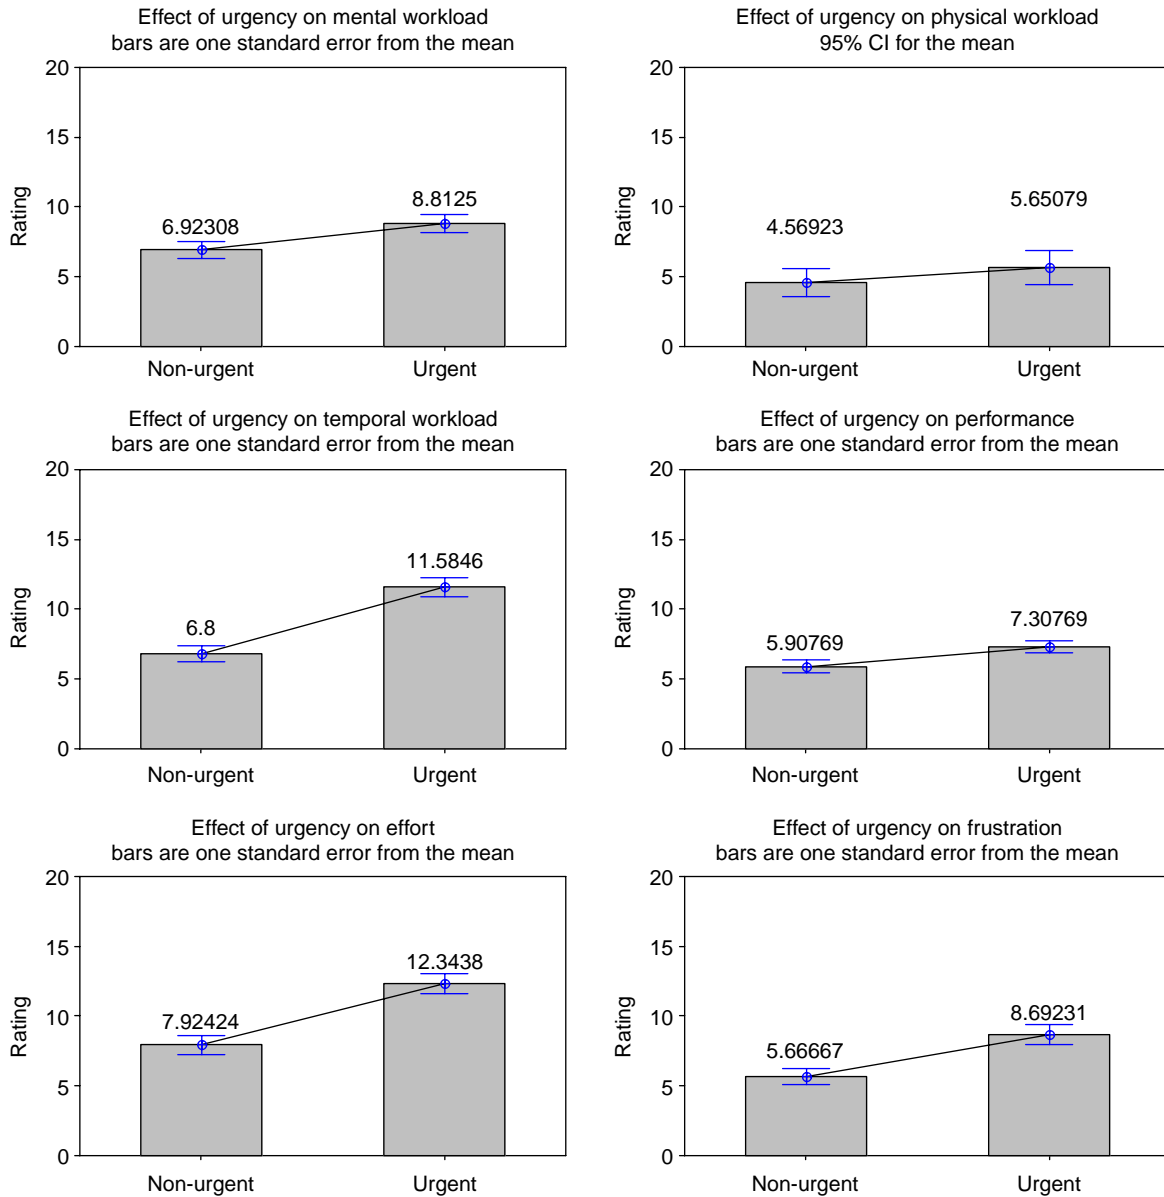 Effect of urgency on mental workload
bars are one standard error from the mean
Rating
20
15
10
5
0
6.92308
8.8125
Non-urgent
Urgent
Effect of urgency on physical workload
95% CI for the mean
Rating
20
15
10
5
0
4.56923
5.65079
Non-urgent
Urgent
Effect of urgency on temporal workload
bars are one standard error from the mean
Rating
20
15
10
5
0
6.8
11.5846
Non-urgent
Urgent
Effect of urgency on performance
bars are one standard error from the mean
Rating
20
15
10
5
0
5.90769
7.30769
Non-urgent
Urgent
Effect of urgency on effort
bars are one standard error from the mean
Rating
20
15
10
5
0
7.92424
12.3438
Non-urgent
Urgent
Effect of urgency on frustration
bars are one standard error from the mean
Rating
20
15
10
5
0
5.66667
8.69231
Non-urgent
Urgent